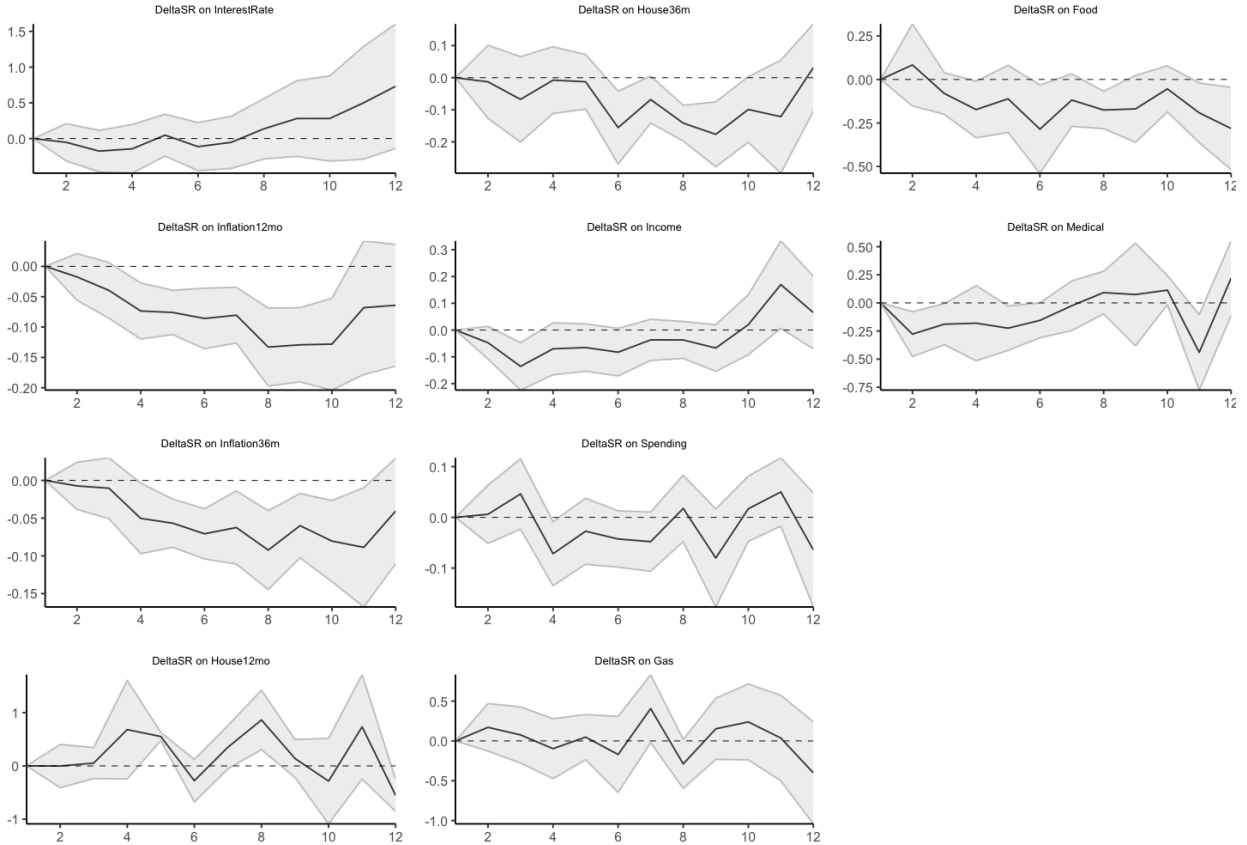 DeltaSR on InterestRate
1.5
1.0
0.5
0.0
2 4 6 8 10 12
DeltaSR on House36m
0.1
0.0
-0.1
-0.2
2 4 6 8 10 12
DeltaSR on Food
0.25
0.00
-0.25
-0.50
2 4 6 8 10 12
DeltaSR on Inflation12mo
0.00
-0.05
-0.10
-0.15
-0.20
2 4 6 8 10 12
DeltaSR on Income
0.3
0.2
0.1
0.0
-0.1
-0.2
2 4 6 8 10 12
DeltaSR on Medical
0.50
0.25
0.00
-0.25
-0.50
-0.75
2 4 6 8 10 12
DeltaSR on Inflation36m
0.00
-0.05
-0.10
-0.15
2 4 6 8 10 12
DeltaSR on Spending
0.1
0.0
-0.1
2 4 6 8 10 12
DeltaSR on House12mo
1
0
-1
2 4 6 8 10 12
DeltaSR on Gas
0.5
0.0
-0.5
-1.0
2 4 6 8 10 12